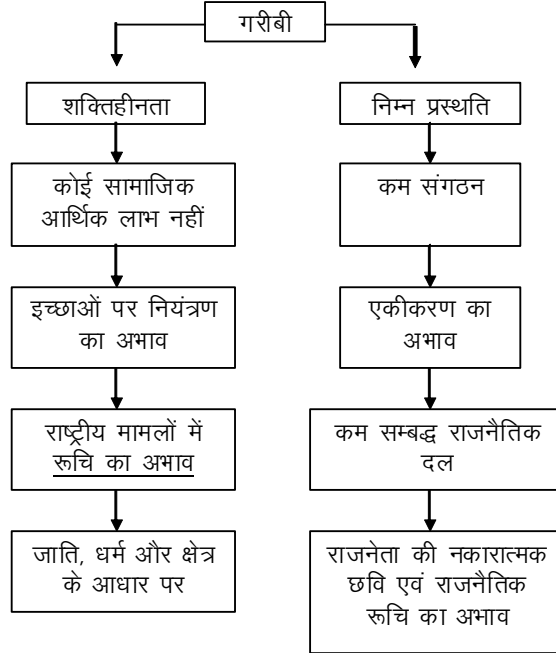 गरीबी
शक्तिहीनता
निम्न प्रस्थति
कोई सामाजिक
आर्थिक लाभ नहीं
कम संगठन
इच्छाओं पर नियंत्रण
का अभाव
एकीकरण का
अभाव
राष्ट्रीय मामलों में
रूचि का अभाव
कम सम्बद्ध राजनैतिक
दल
जाति, धर्म और क्षेत्र
के आधार पर
राजनेता की नकारात्मक
छवि एवं राजनैतिक
रूचि का अभाव